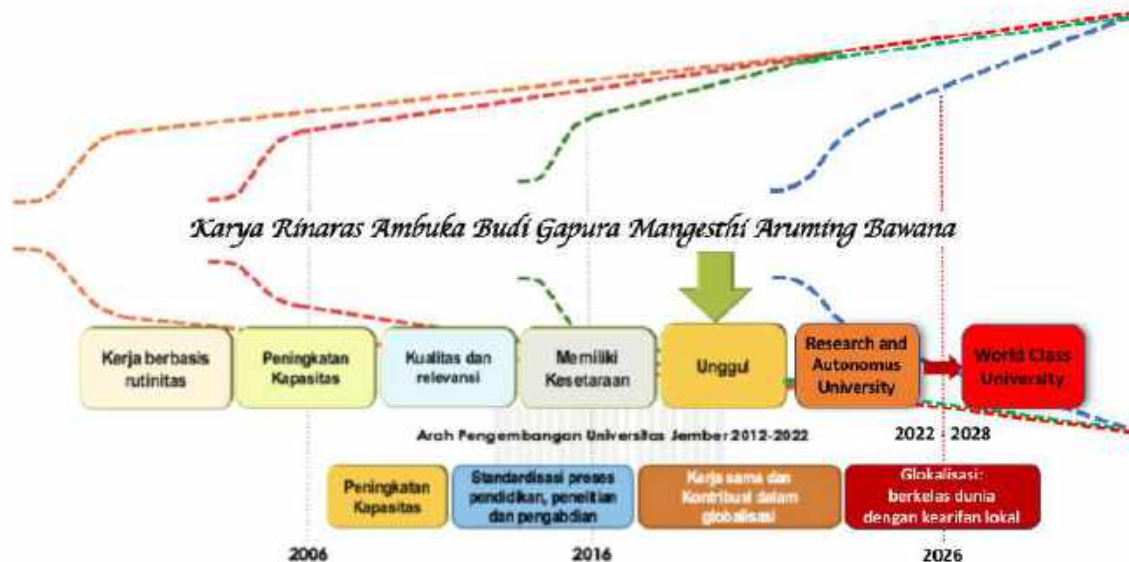 Karya Rinaras Ambuka Budi Gapura Mangesthi Aruming Bawana
Kerja berbasis
rutinitas
Peningkatan
Kapasitas
Kualitas dan
relevansi
Memiliki
Kesetaraan
Unggul
Research and
Autonomus
University
World Class
University
Arah Pengembangan Universitas Jember 2012-2022
2022 - 2028
Peningkatan
Kapasitas
Standardisasi proses
pendidikan, penelitian
dan pengabdian
Kerja sama dan
Kontribusi dalam
globalisasi
Glokalisasi:
berkelas dunia
dengan kearifan lokal
2006
2016
2026